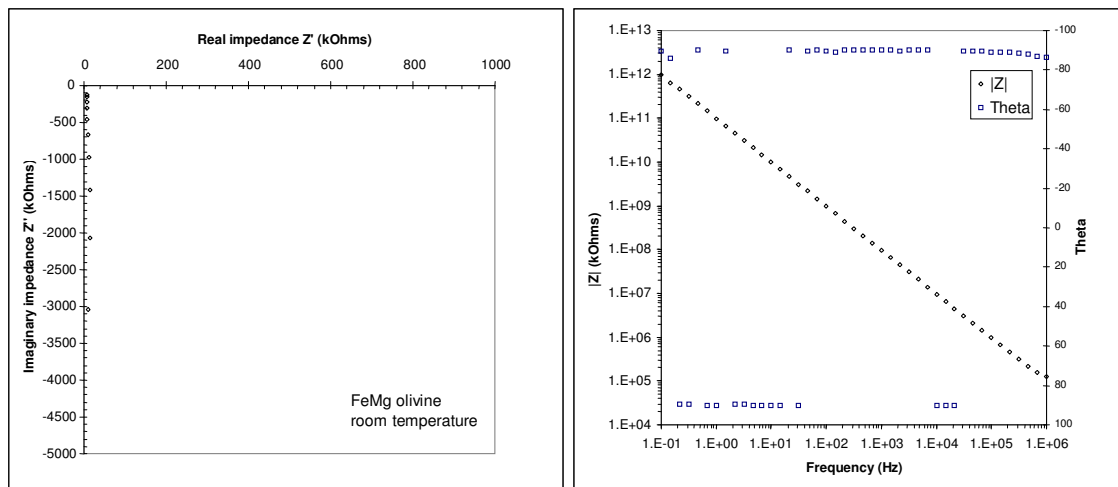 Real impedance Z' (kOhms)
0 200 400 600 800 1000
0
-500
-1000
-1500
-2000
-2500
-3000
-3500
-4000
-4500
-5000
Imaginary impedance Z'' (kOhms)
FeMg olivine
room temperature
1.E+13
1.E+12
1.E+11
1.E+10
1.E+09
1.E+08
1.E+07
1.E+06
1.E+05
1.E+04
|Z| (kOhms)
|Z|
Theta
-100
-80
-60
-40
-20
0
20
40
60
80
100
Theta
1.E-01 1.E+00 1.E+01 1.E+02 1.E+03 1.E+04 1.E+05 1.E+06
Frequency (Hz)